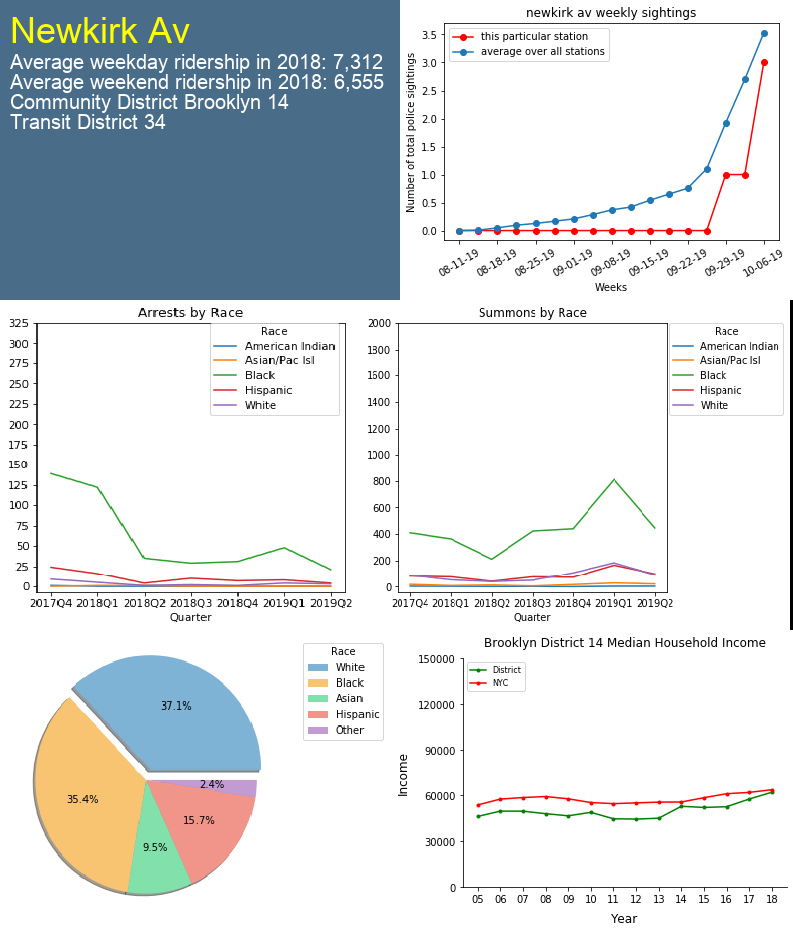 Newkirk Av
Average weekday ridership in 2018: 7,312
Average weekend ridership in 2018: 6,555
Community District Brooklyn 14
Transit District 34
newkirk av weekly sightings
this particular station
average over all stations
Number of total police sightings
3.5
3.0
2.5
2.0
1.5
1.0
0.5
0.0
08-11-19 08-18-19 08-25-19 09-01-19 09-08-19 09-15-19 09-22-19 09-29-19 10-06-19
Weeks
Arrests by Race
Race
American Indian
Asian/Pac Isl
Black
Hispanic
White
325
300
275
250
225
200
175
150
125
100
75
50
25
0
2017Q4 2018Q1 2018Q2 2018Q3 2018Q4 2019Q1 2019Q2
Quarter
Summons by Race
Race
American Indian
Asian/Pac Isl
Black
Hispanic
White
2000
1800
1600
1400
1200
1000
800
600
400
200
0
2017Q4 2018Q1 2018Q2 2018Q3 2018Q4 2019Q1 2019Q2
Quarter
Race
White
Black
Asian
Hispanic
Other
37.1%
35.4%
9.5%
15.7%
2.4%
Brooklyn District 14 Median Household Income
District
NYC
Income
150000
120000
90000
60000
30000
0
05 06 07 08 09 10 11 12 13 14 15 16 17 18
Year